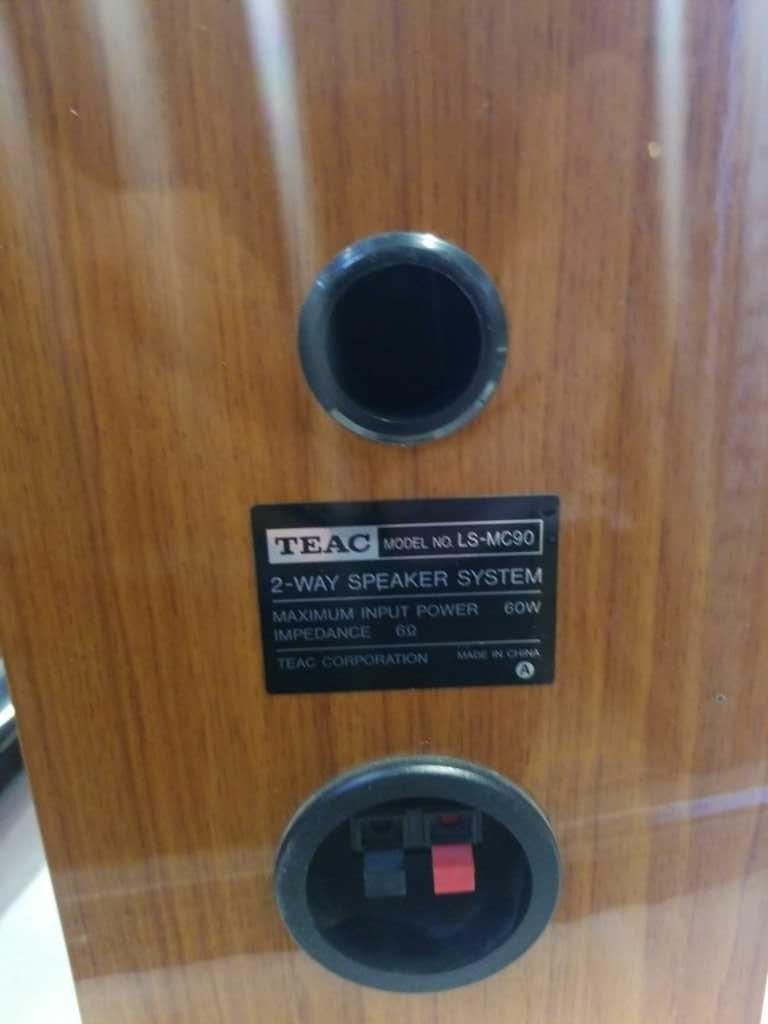 TEAC MODEL NO. LS-MC90
2-WAY SPEAKER SYSTEM
MAXIMUM INPUT POWER 60W
IMPEDANCE 6Ω
TEAC CORPORATION MADE IN CHINA
A